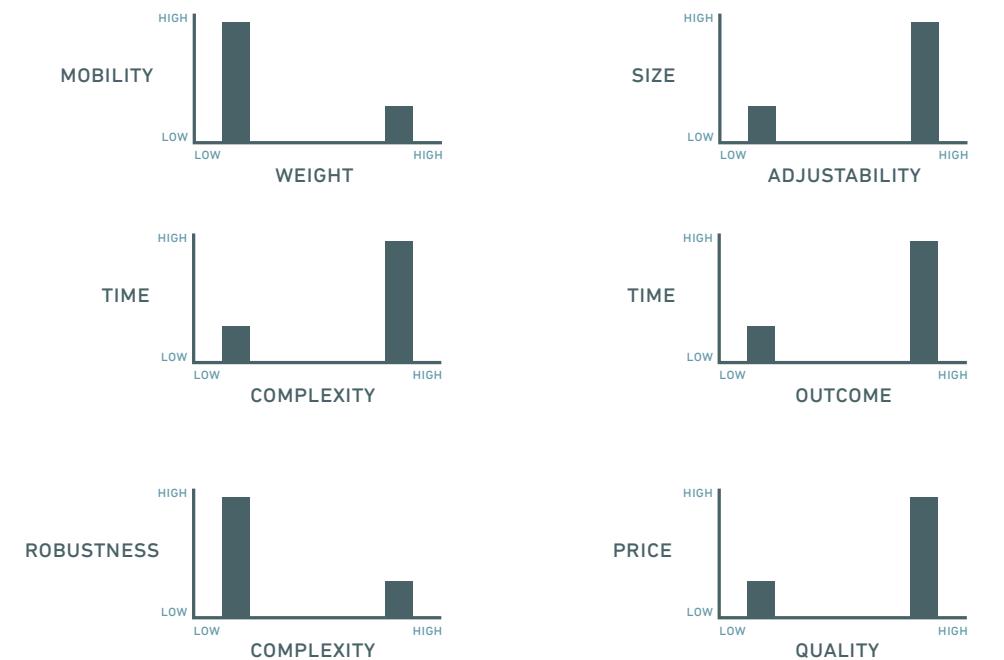 HIGH
MOBILITY
LOW
LOW
HIGH
WEIGHT
HIGH
SIZE
LOW
LOW
HIGH
ADJUSTABILITY
HIGH
TIME
LOW
LOW
HIGH
COMPLEXITY
HIGH
TIME
LOW
LOW
HIGH
OUTCOME
HIGH
ROBUSTNESS
LOW
LOW
HIGH
COMPLEXITY
HIGH
PRICE
LOW
LOW
HIGH
QUALITY